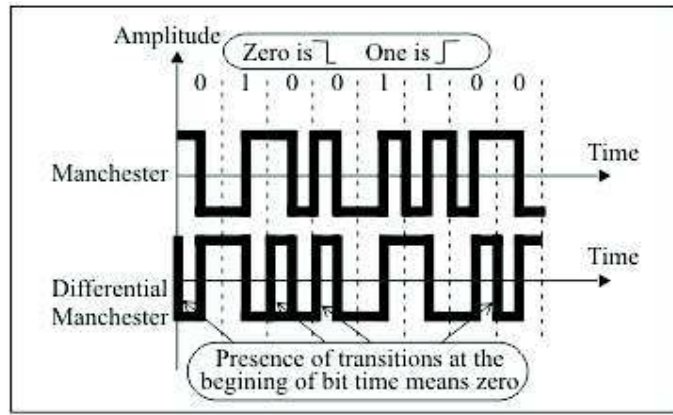 Amplitude
Zero is One is
0 1 0 0 1 1 0 0
Time
Manchester
Time
Differential
Manchester
Presence of transitions at the
begining of bit time means zero